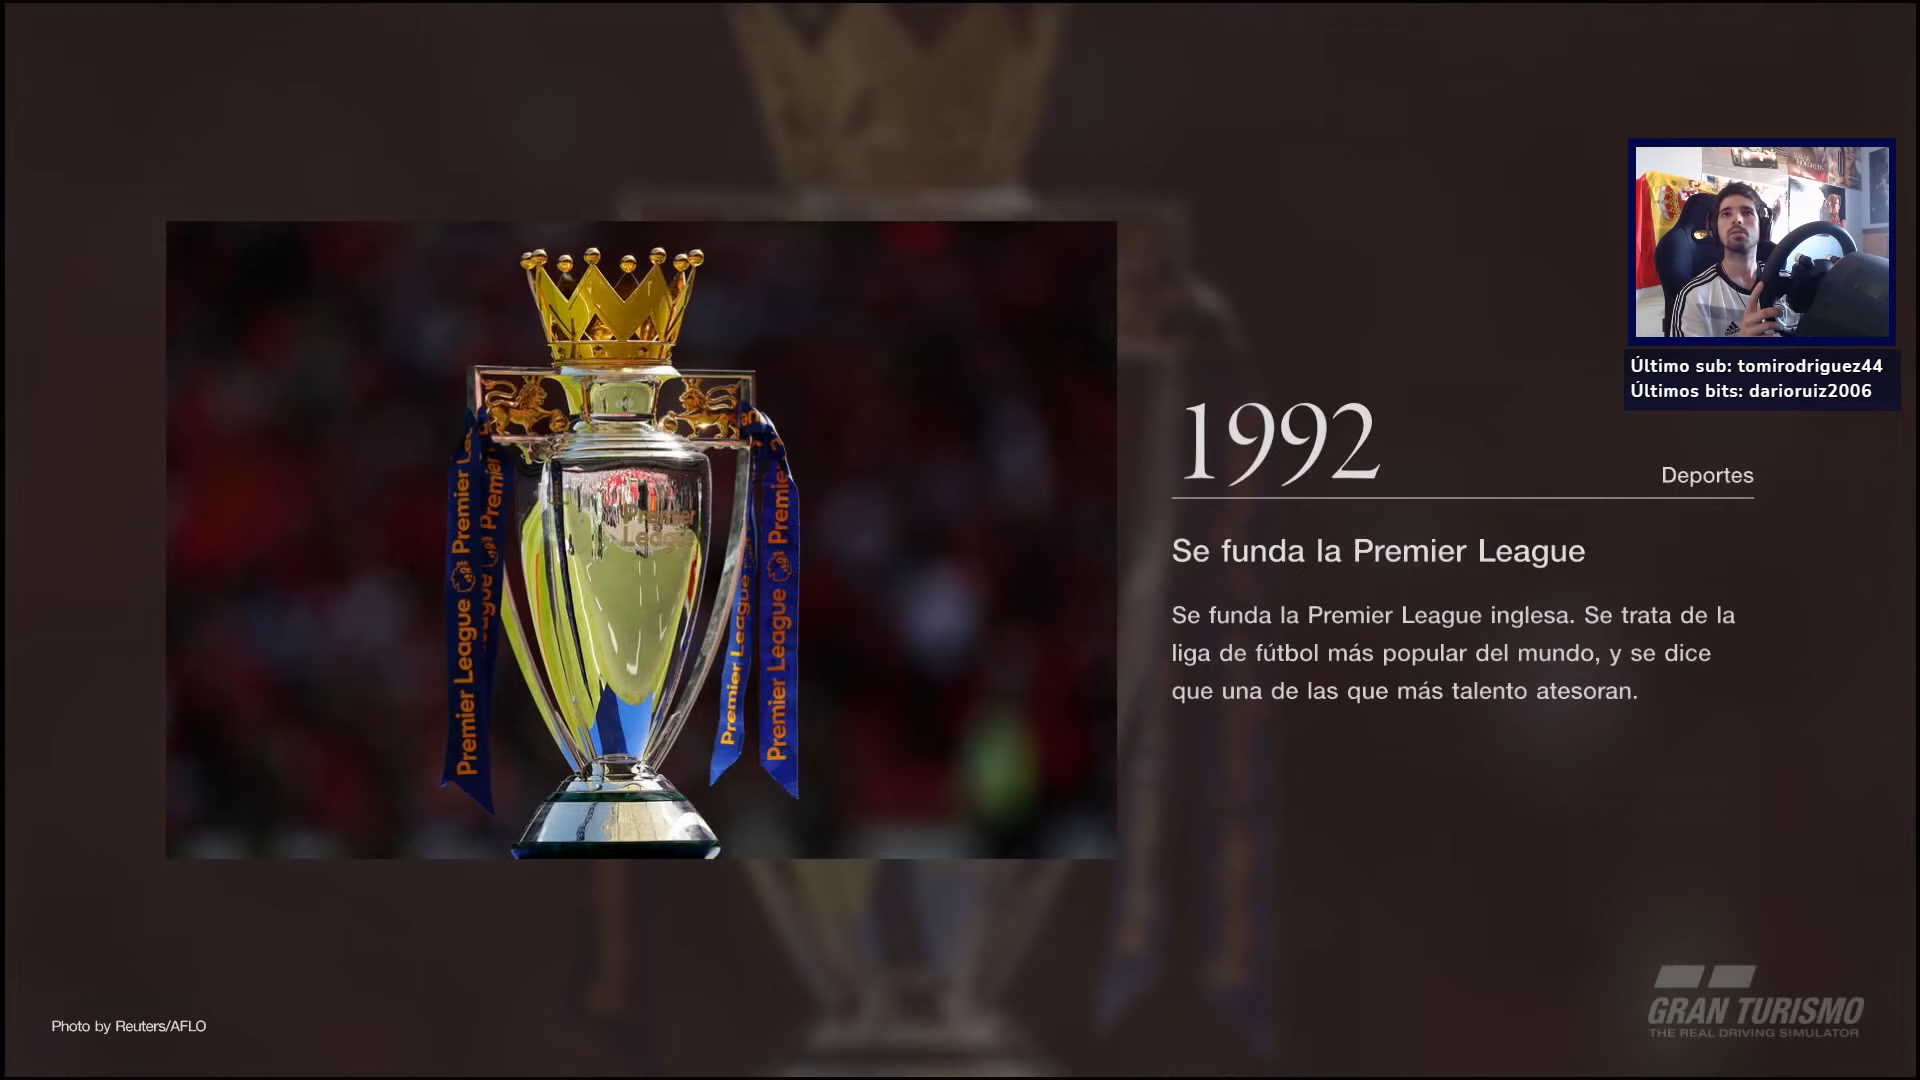 Último sub: tomirodriguez44
Últimos bits: darioruiz2006
1992
Deportes
Se funda la Premier League
Se funda la Premier League inglesa. Se trata de la
liga de fútbol más popular del mundo, y se dice
que una de las que más talento atesoran.
Premier League
Premier League
Premier League
Premier League Premier
Premier League
Photo by Reuters/AFLO
GRAN TURISMO
THE REAL DRIVING SIMULATOR